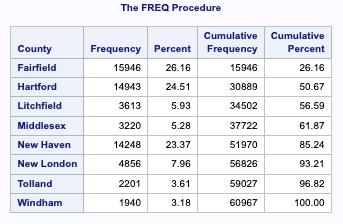 The FREQ Procedure
Cumulative Cumulative
County Frequency Percent Frequency Percent
Fairfield 15946 26.16 15946 26.16
Hartford 14943 24.51 30889 50.67
Litchfield 3613 5.93 34502 56.59
Middlesex 3220 5.28 37722 61.87
New Haven 14248 23.37 51970 85.24
New London 4856 7.96 56826 93.21
Tolland 2201 3.61 59027 96.82
Windham 1940 3.18 60967 100.00